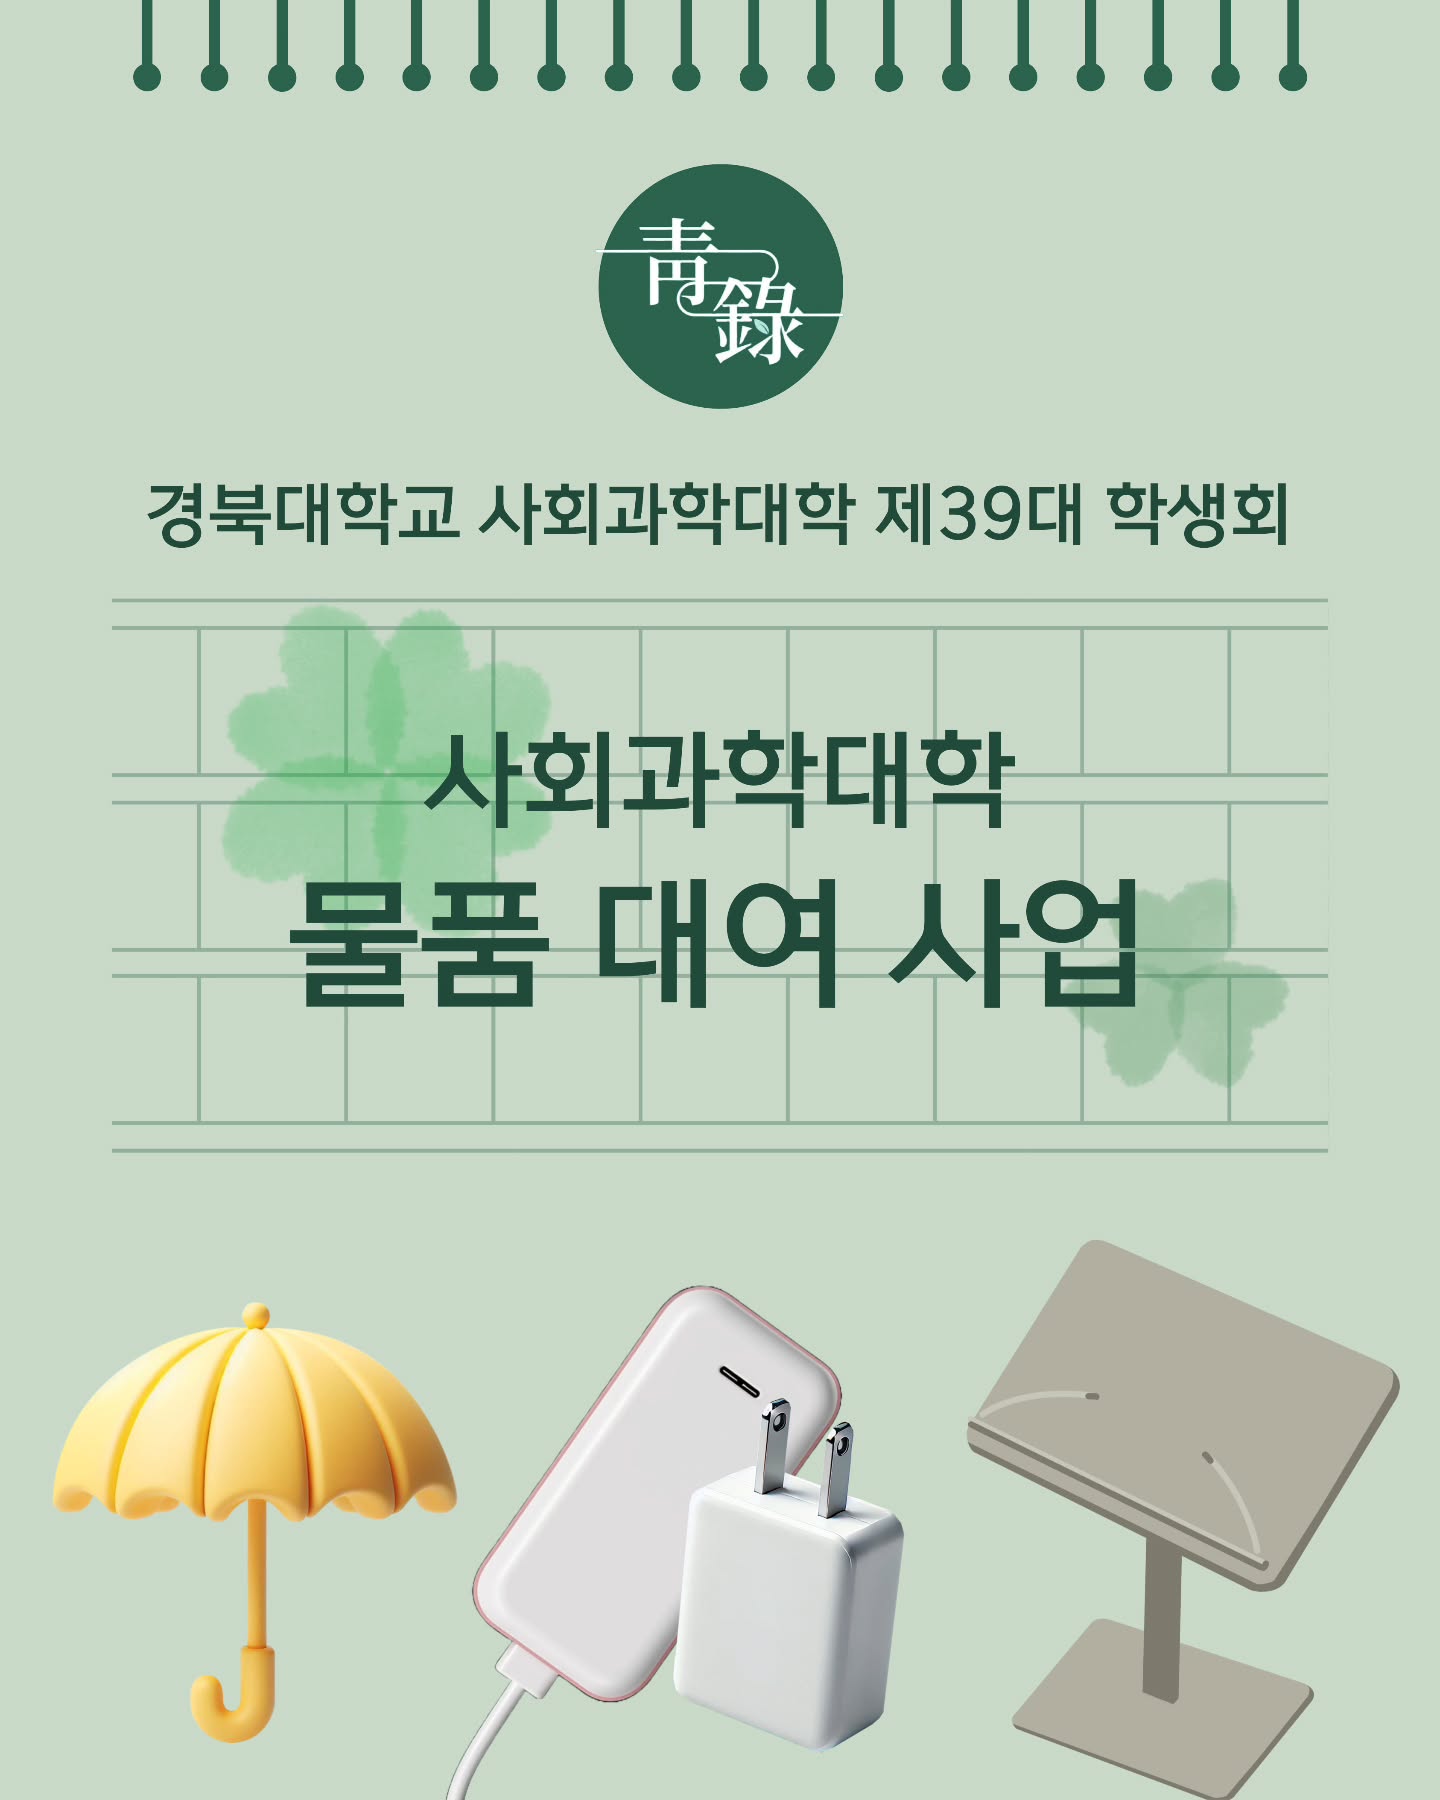 靑
錄
경북대학교 사회과학대학 제39대 학생회
사회과학대학
물품 대여 사업